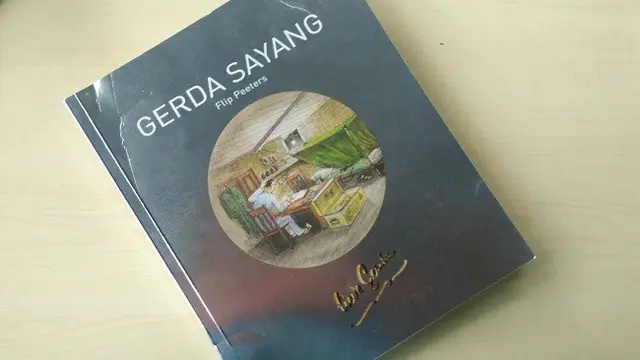 GERDA SAYANG
Flip Peeters